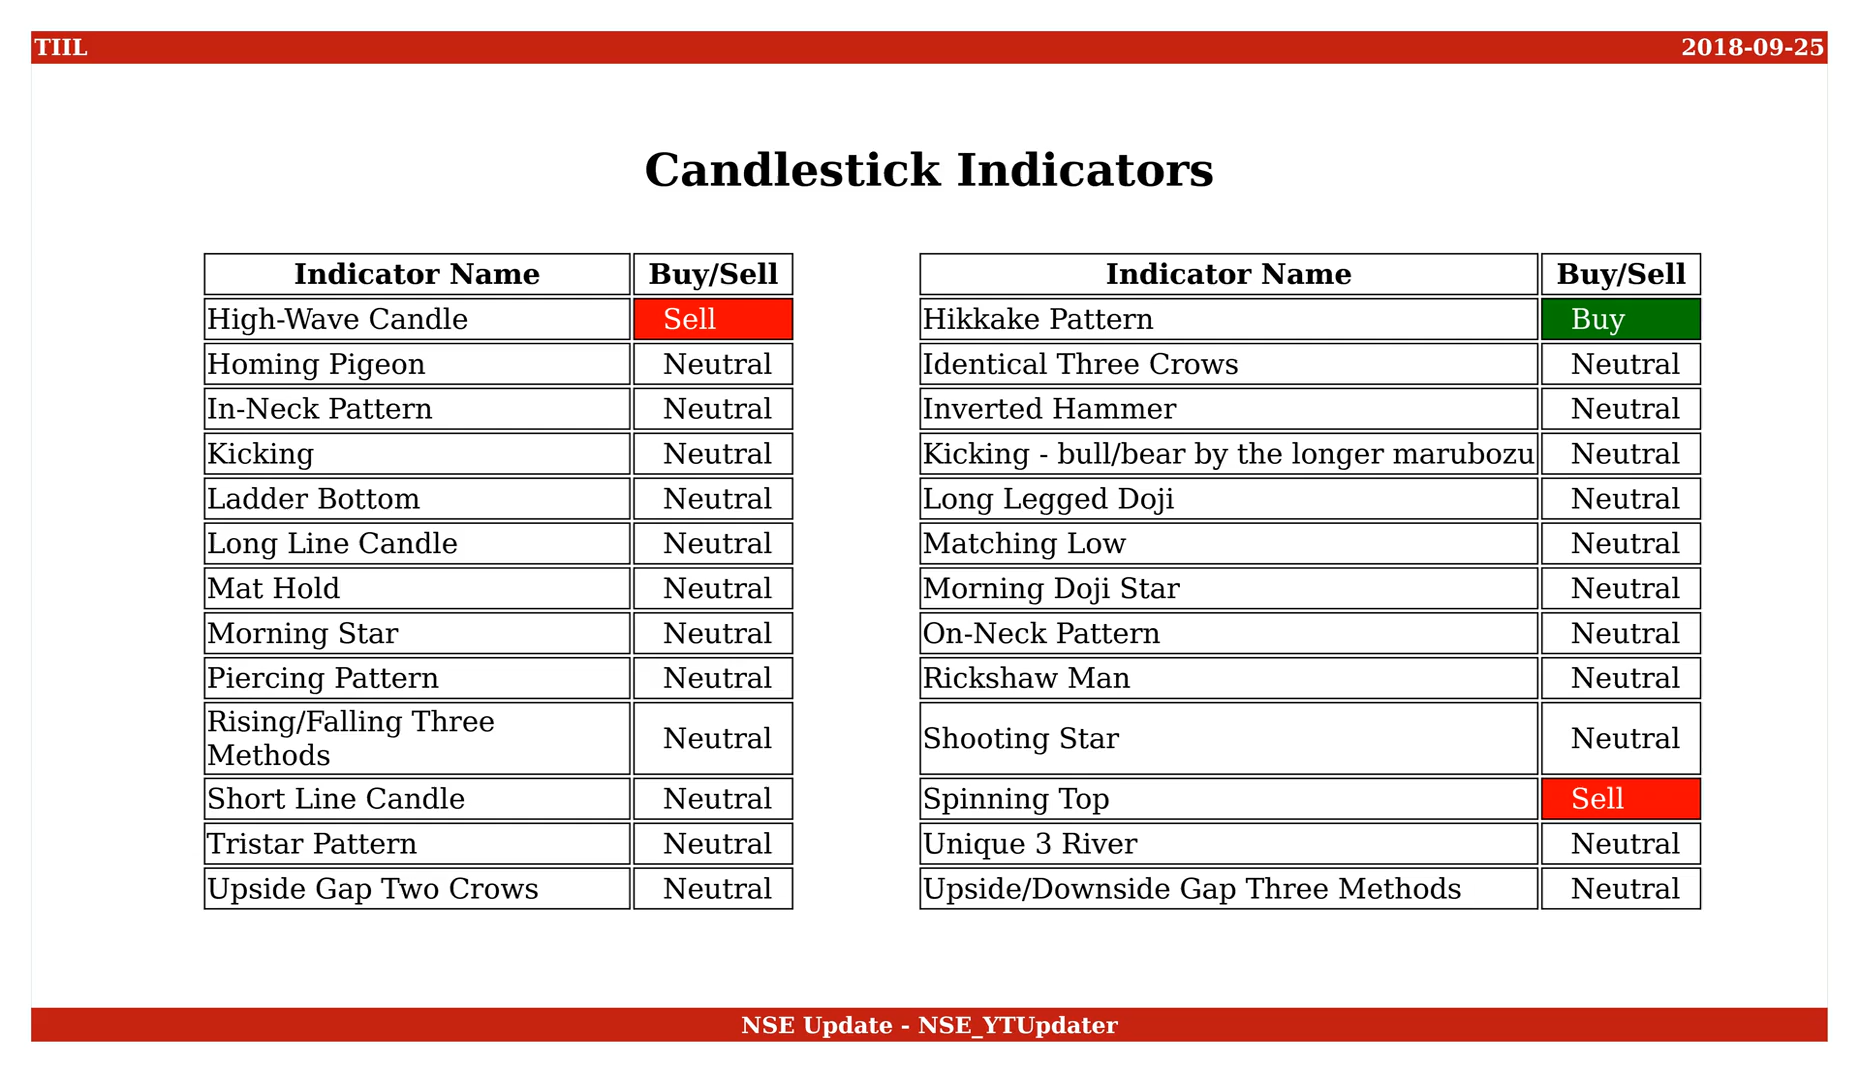 TIIL
2018-09-25
Candlestick Indicators
Indicator Name Buy/Sell
High-Wave Candle Sell
Homing Pigeon Neutral
In-Neck Pattern Neutral
Kicking Neutral
Ladder Bottom Neutral
Long Line Candle Neutral
Mat Hold Neutral
Morning Star Neutral
Piercing Pattern Neutral
Rising/Falling Three
Methods Neutral
Short Line Candle Neutral
Tristar Pattern Neutral
Upside Gap Two Crows Neutral
Indicator Name Buy/Sell
Hikkake Pattern Buy
Identical Three Crows Neutral
Inverted Hammer Neutral
Kicking - bull/bear by the longer marubozu Neutral
Long Legged Doji Neutral
Matching Low Neutral
Morning Doji Star Neutral
On-Neck Pattern Neutral
Rickshaw Man Neutral
Shooting Star Neutral
Spinning Top Sell
Unique 3 River Neutral
Upside/Downside Gap Three Methods Neutral
NSE Update - NSE_YTUpdater